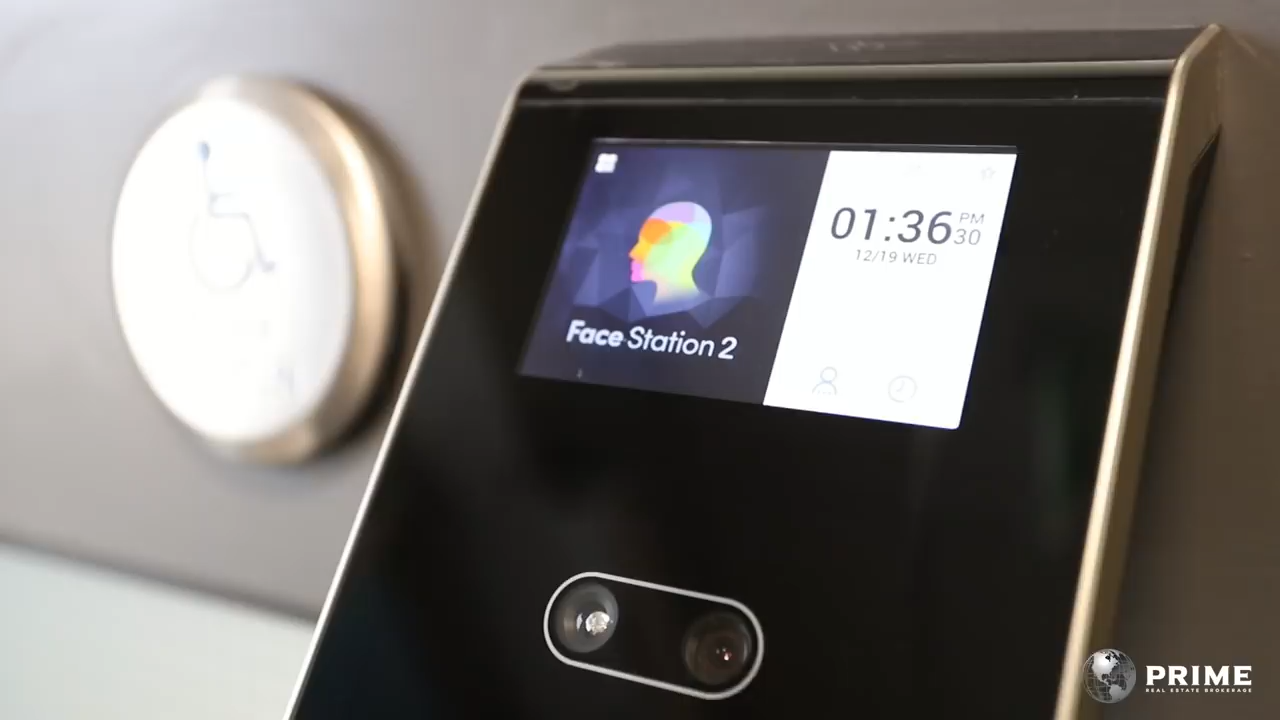 Face Station 2
01:36 PM
30
12/19 WED
PRIME
REAL ESTATE BROKERAGE